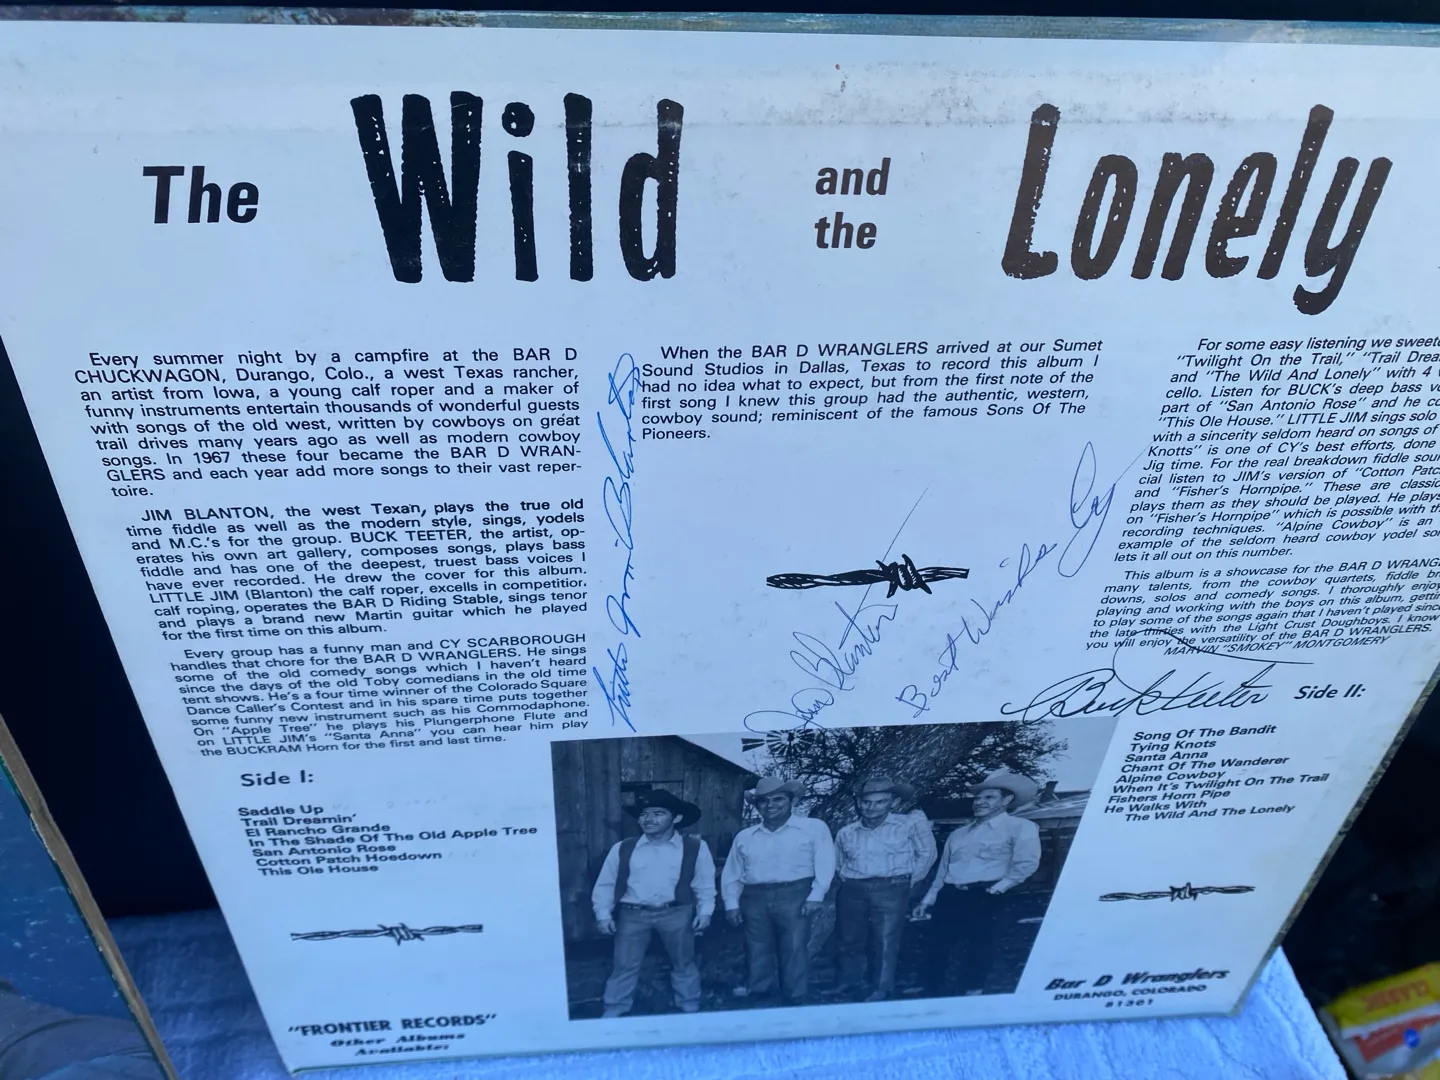 The Wild and the Lonely
Every summer night by a campfire at the BAR D
CHUCKWAGON, Durango, Colo., a west Texas rancher,
an artist from Iowa, a young calf roper and a maker of
funny instruments entertain thousands of wonderful guests
with songs of the old west, written by cowboys on great
trail drives many years ago as well as modern cowboy
songs. In 1967 these four became the BAR D WRAN-
GLERS and each year add more songs to their vast reper-
toire.
JIM BLANTON, the west Texan, plays the true old
time fiddle as well as the modern style, sings, yodels
and M.C.'s for the group. BUCK TEETER, the artist, op-
erates his own art gallery, composes songs, plays bass
fiddle and has one of the deepest, truest bass voices I
have ever recorded. He drew the cover for this album.
LITTLE JIM (Blanton) the calf roper, excells in competition,
calf roping, operates the BAR D Riding Stable, sings tenor
and plays a brand new Martin guitar which he played
for the first time on this album.
Every group has a funny man and CY SCARBOROUGH
handles that chore for the BAR D WRANGLERS. He sings
some of the old comedy songs which I haven't heard
since the days of the old Toby comedians in the old time
tent shows. He's a four time winner of the Colorado Square
Dance Caller's Contest and in his spare time puts together
some funny new instrument such as his Commodaphone.
On "Apple Tree" he plays his Plungerphone Flute and
on LITTLE JIM'S "Santa Anna" you can hear him play
the BUCKRAM Horn for the first and last time.
Side I:
Saddle Up
Trail Dreamin'
El Rancho Grande
In The Shade Of The Old Apple Tree
San Antonio Rose
Cotton Patch Hoedown
This Ole House
"FRONTIER RECORDS"
Other Albums
Available:
Little Jim Blanton
When the BAR D WRANGLERS arrived at our Sumet
Sound Studios in Dallas, Texas to record this album I
had no idea what to expect, but from the first note of the
first song I knew this group had the authentic, western,
cowboy sound; reminiscent of the famous Sons Of The
Pioneers.
Jim Blanton
Best Wishes Cy
For some easy listening we sweete
"Twilight On the Trail," "Trail Drea
and "The Wild And Lonely" with 4
cello. Listen for BUCK's deep bass v
part of "San Antonio Rose" and he co
"This Ole House." LITTLE JIM sings solo
with a sincerity seldom heard on songs of
Knotts" is one of CY's best efforts, done
Jig time. For the real breakdown fiddle sou
cial listen to JIM's version of "Cotton Patc
and "Fisher's Hornpipe." These are classic
plays them as they should be played. He plays
on "Fisher's Hornpipe" which is possible with th
recording techniques. "Alpine Cowboy" is an
example of the seldom heard cowboy yodel so
lets it all out on this number.
This album is a showcase for the BAR D WRANG
many talents, from the cowboy quartets, fiddle br
downs, solos and comedy songs. I thoroughly enjoy
playing and working with the boys on this album, gettin
to play some of the songs again that I haven't played since
the late thirties with the Light Crust Doughboys. I know
you will enjoy the versatility of the BAR D WRANGLERS.
MARVIN "SMOKEY" MONTGOMERY
Buck Teeter
Side II:
Song Of The Bandit
Tying Knots
Santa Anna
Chant Of The Wanderer
Alpine Cowboy
When It's Twilight On The Trail
Fishers Horn Pipe
He Walks With
The Wild And The Lonely
Bar D Wranglers
DURANGO, COLORADO
81301
CLASSIC